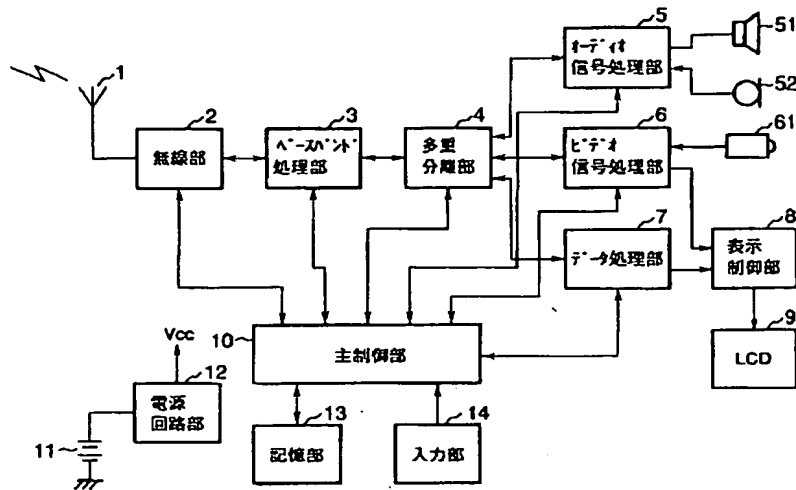 1
2
無線部
3
ベースバンド
処理部
4
多重
分離部
5
オーディオ
信号処理部
51
52
6
ビデオ
信号処理部
61
7
データ処理部
8
表示
制御部
9
LCD
10
主制御部
Vcc
12
電源
回路部
11
13
記憶部
14
入力部